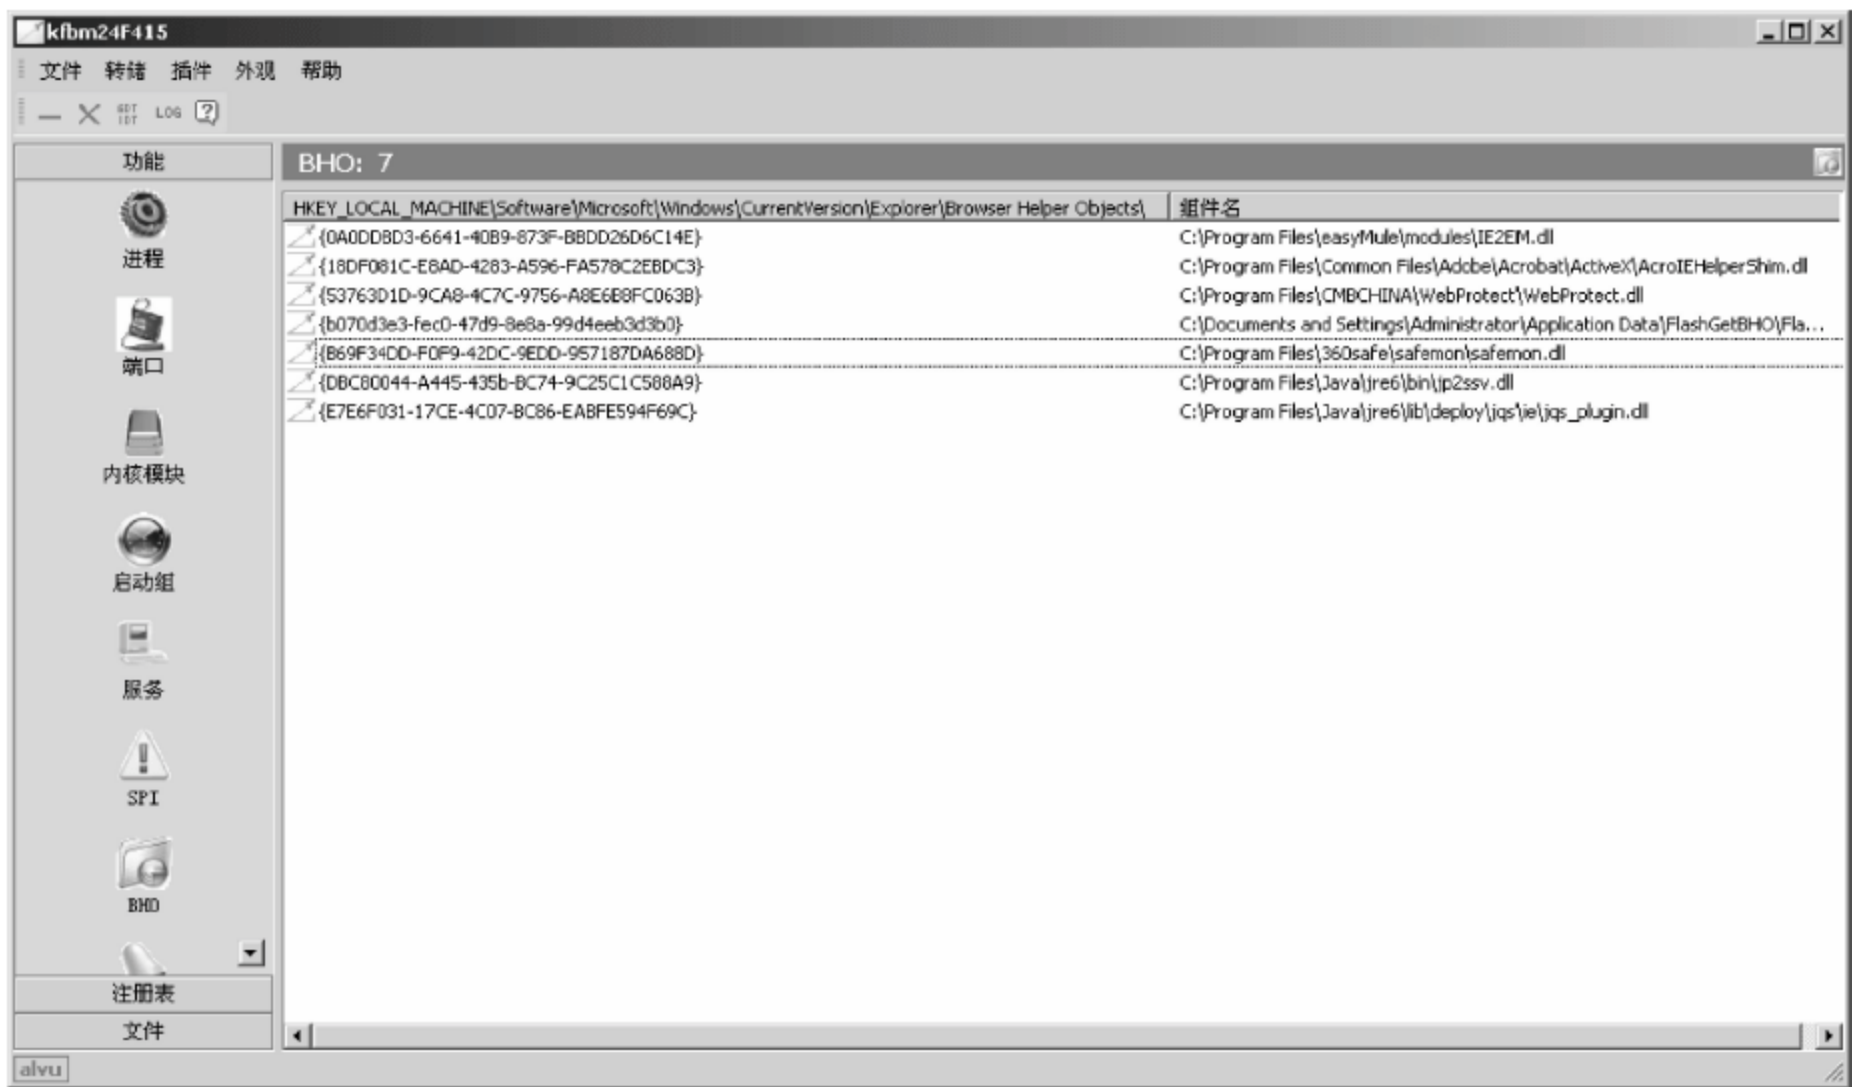 kfbm24F415
文件 转储 插件 外观 帮助
GDT IDT LOG
功能
BHO: 7
HKEY_LOCAL_MACHINE\Software\Microsoft\Windows\CurrentVersion\Explorer\Browser Helper Objects\ 组件名
{0A0DD8D3-6641-40B9-873F-BBDD26D6C14E} C:\Program Files\easyMule\modules\IE2EM.dll
{18DF081C-E8AD-4283-A596-FA578C2EBDC3} C:\Program Files\Common Files\Adobe\Acrobat\ActiveX\AcroIEHelperShim.dll
{53763D1D-9CA8-4C7C-9756-A8E6B8FC063B} C:\Program Files\CMBCHINA\WebProtect\WebProtect.dll
{b070d3e3-fec0-47d9-8e8a-99d4eeb3d3b0} C:\Documents and Settings\Administrator\Application Data\FlashGetBHO\Fla...
{B69F34DD-F0F9-42DC-9EDD-957187DA688D} C:\Program Files\360safe\safemon\safemon.dll
{DBC80044-A445-435b-BC74-9C25C1C588A9} C:\Program Files\Java\jre6\bin\jp2ssv.dll
{E7E6F031-17CE-4C07-BC86-EABFE594F69C} C:\Program Files\Java\jre6\lib\deploy\jqs\ie\jqs_plugin.dll
进程
端口
内核模块
启动组
服务
SPI
BHO
注册表
文件
alvu